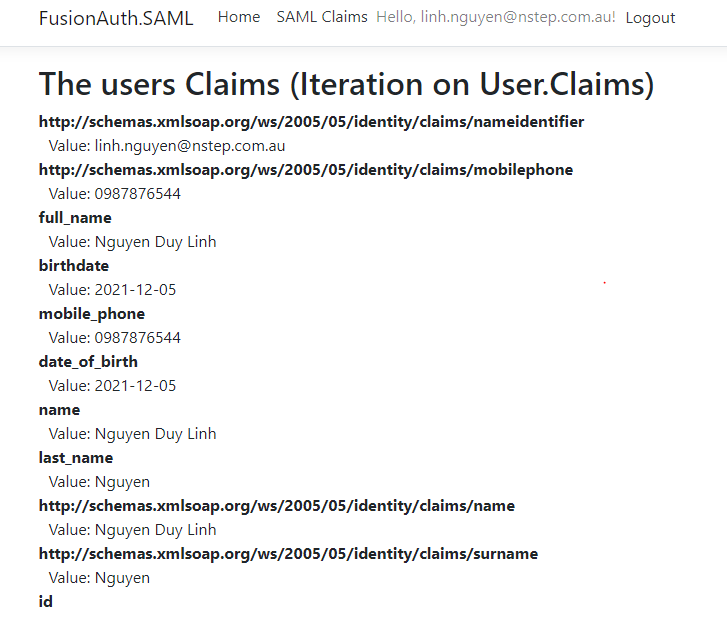 FusionAuth.SAML Home SAML Claims Hello, linh.nguyen@nstep.com.au! Logout
The users Claims (Iteration on User.Claims)
http://schemas.xmlsoap.org/ws/2005/05/identity/claims/nameidentifier
Value: linh.nguyen@nstep.com.au
http://schemas.xmlsoap.org/ws/2005/05/identity/claims/mobilephone
Value: 0987876544
full_name
Value: Nguyen Duy Linh
birthdate
Value: 2021-12-05
mobile_phone
Value: 0987876544
date_of_birth
Value: 2021-12-05
name
Value: Nguyen Duy Linh
last_name
Value: Nguyen
http://schemas.xmlsoap.org/ws/2005/05/identity/claims/name
Value: Nguyen Duy Linh
http://schemas.xmlsoap.org/ws/2005/05/identity/claims/surname
Value: Nguyen
id